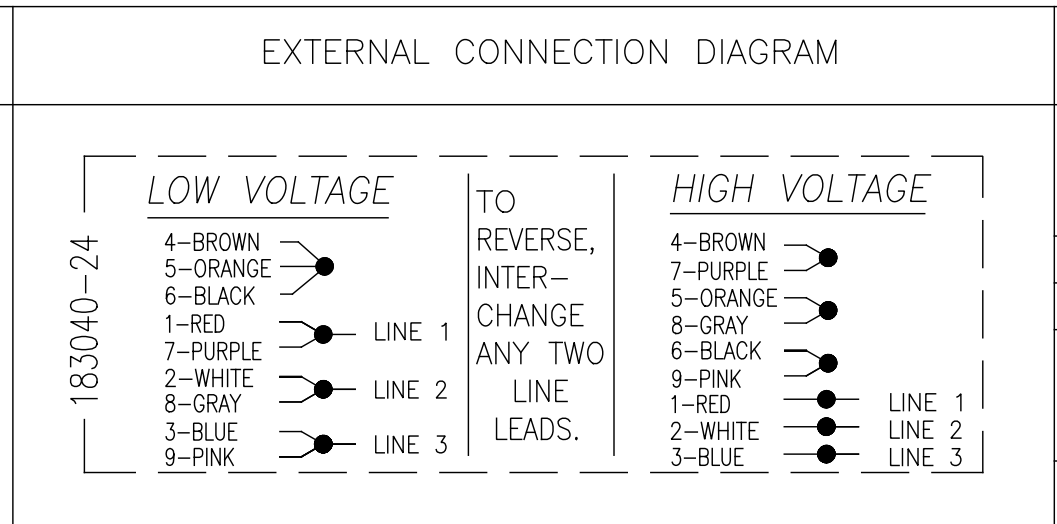 EXTERNAL CONNECTION DIAGRAM
183040-24
LOW VOLTAGE
4-BROWN
5-ORANGE
6-BLACK
1-RED
7-PURPLE
LINE 1
2-WHITE
8-GRAY
LINE 2
3-BLUE
9-PINK
LINE 3
TO
REVERSE,
INTER-
CHANGE
ANY TWO
LINE
LEADS.
HIGH VOLTAGE
4-BROWN
7-PURPLE
5-ORANGE
8-GRAY
6-BLACK
9-PINK
1-RED LINE 1
2-WHITE LINE 2
3-BLUE LINE 3